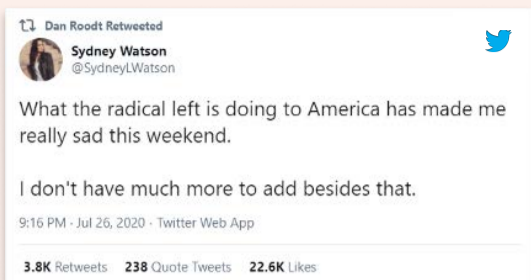 Dan Roodt Retweeted
Sydney Watson
@SydneyLWatson
What the radical left is doing to America has made me
really sad this weekend.
I don't have much more to add besides that.
9:16 PM · Jul 26, 2020 · Twitter Web App
3.8K Retweets 238 Quote Tweets 22.6K Likes